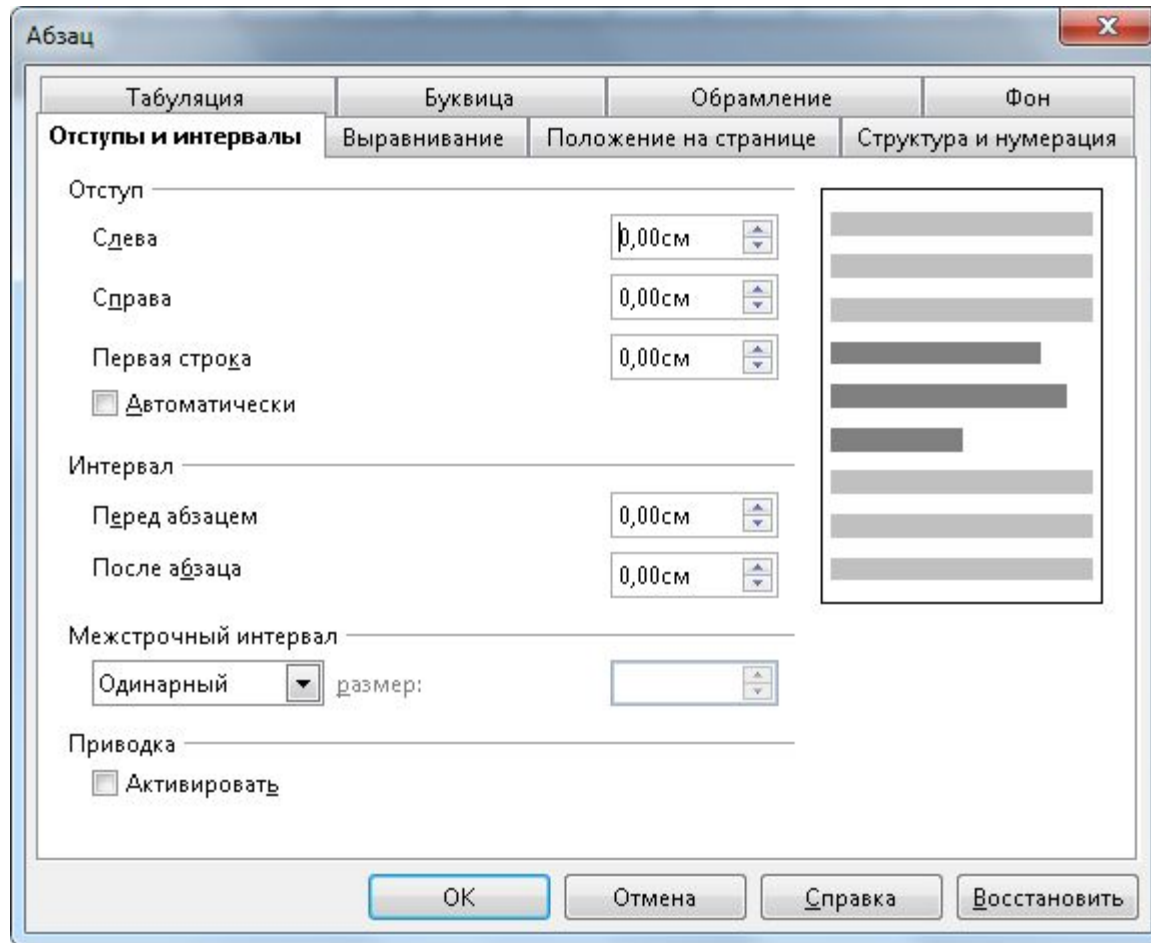 Абзац
Табуляция Буквица Обрамление Фон
Отступы и интервалы Выравнивание Положение на странице Структура и нумерация
Отступ
Слева 0,00см
Справа 0,00см
Первая строка 0,00см
Автоматически
Интервал
Перед абзацем 0,00см
После абзаца 0,00см
Межстрочный интервал
Одинарный размер:
Приводка
Активировать
OK Отмена Справка Восстановить